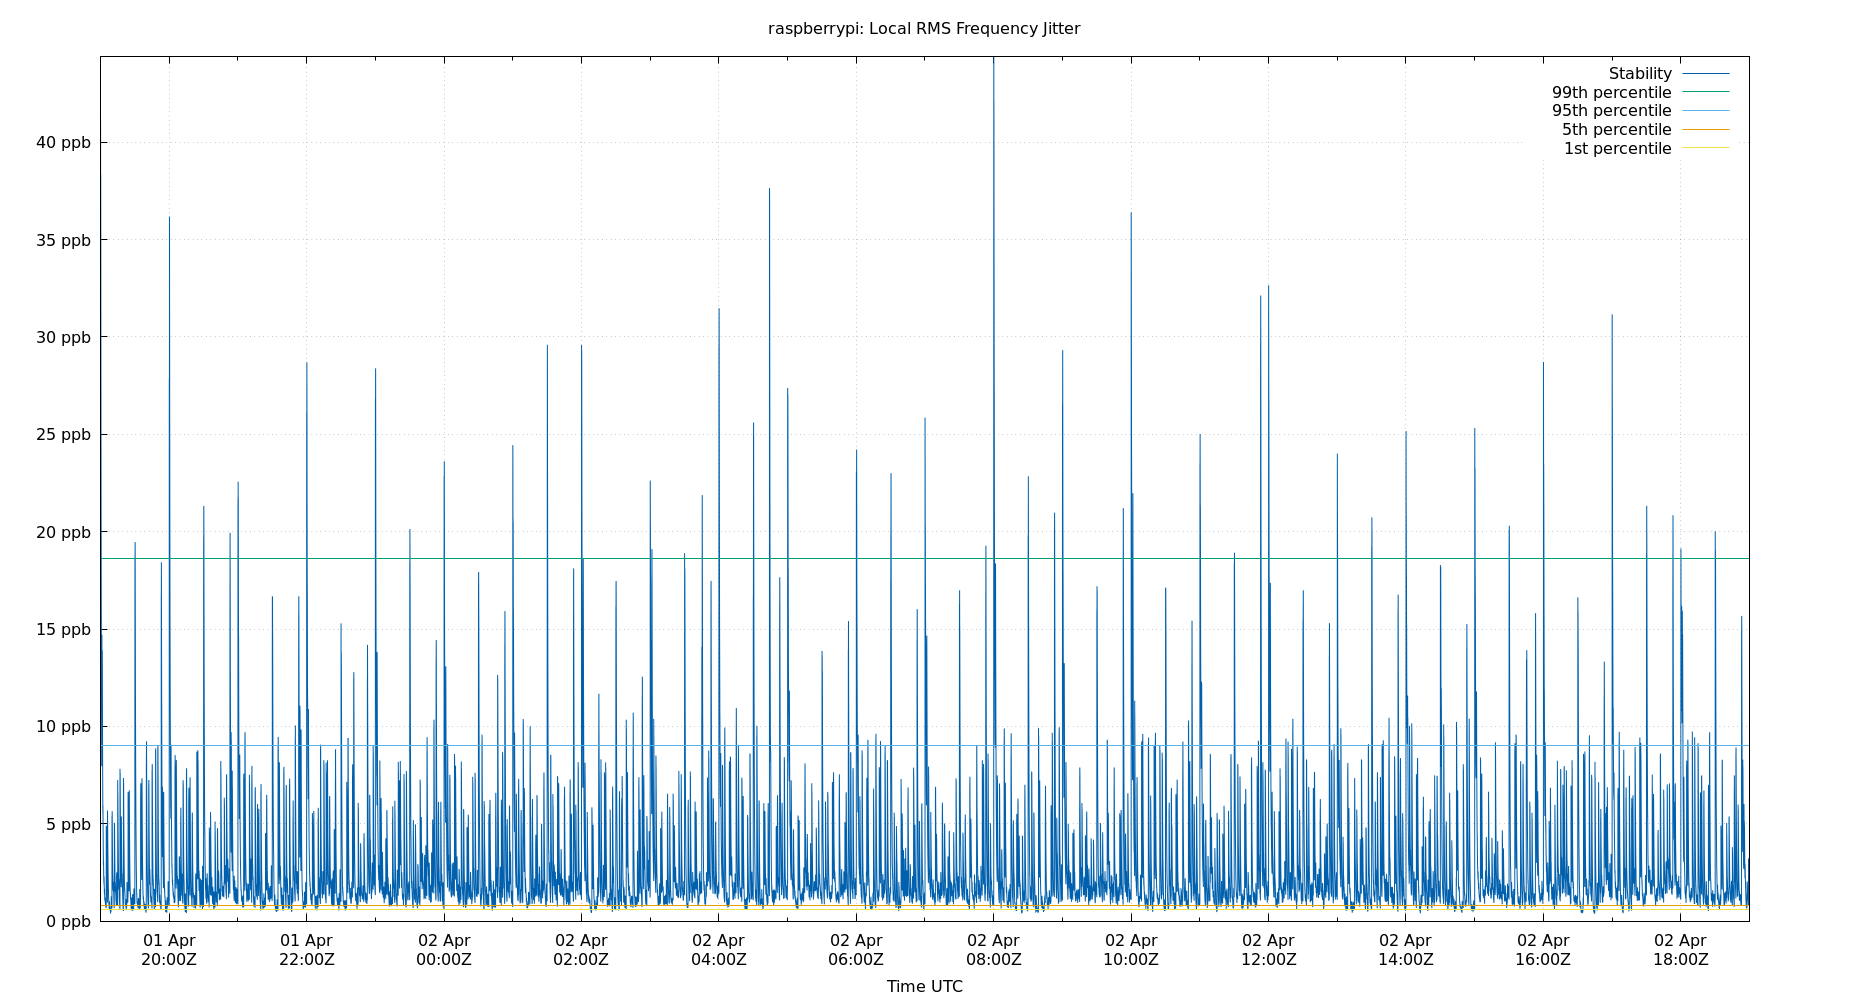 raspberrypi: Local RMS Frequency Jitter
Stability
99th percentile
95th percentile
5th percentile
1st percentile
40 ppb
35 ppb
30 ppb
25 ppb
20 ppb
15 ppb
10 ppb
5 ppb
0 ppb
01 Apr 01 Apr 02 Apr 02 Apr 02 Apr 02 Apr 02 Apr 02 Apr 02 Apr 02 Apr 02 Apr 02 Apr
20:00Z 22:00Z 00:00Z 02:00Z 04:00Z 06:00Z 08:00Z 10:00Z 12:00Z 14:00Z 16:00Z 18:00Z
Time UTC